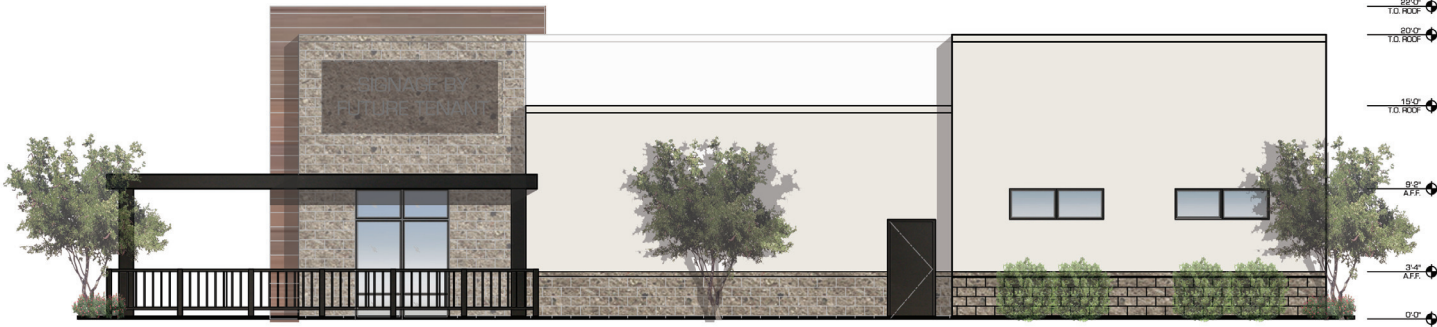 22'0"
T.O. ROOF
20'0"
T.O. ROOF
SIGNAGE BY
FUTURE TENANT
15'0"
T.O. ROOF
9'2"
A.F.F.
3'4"
A.F.F.
0'0"